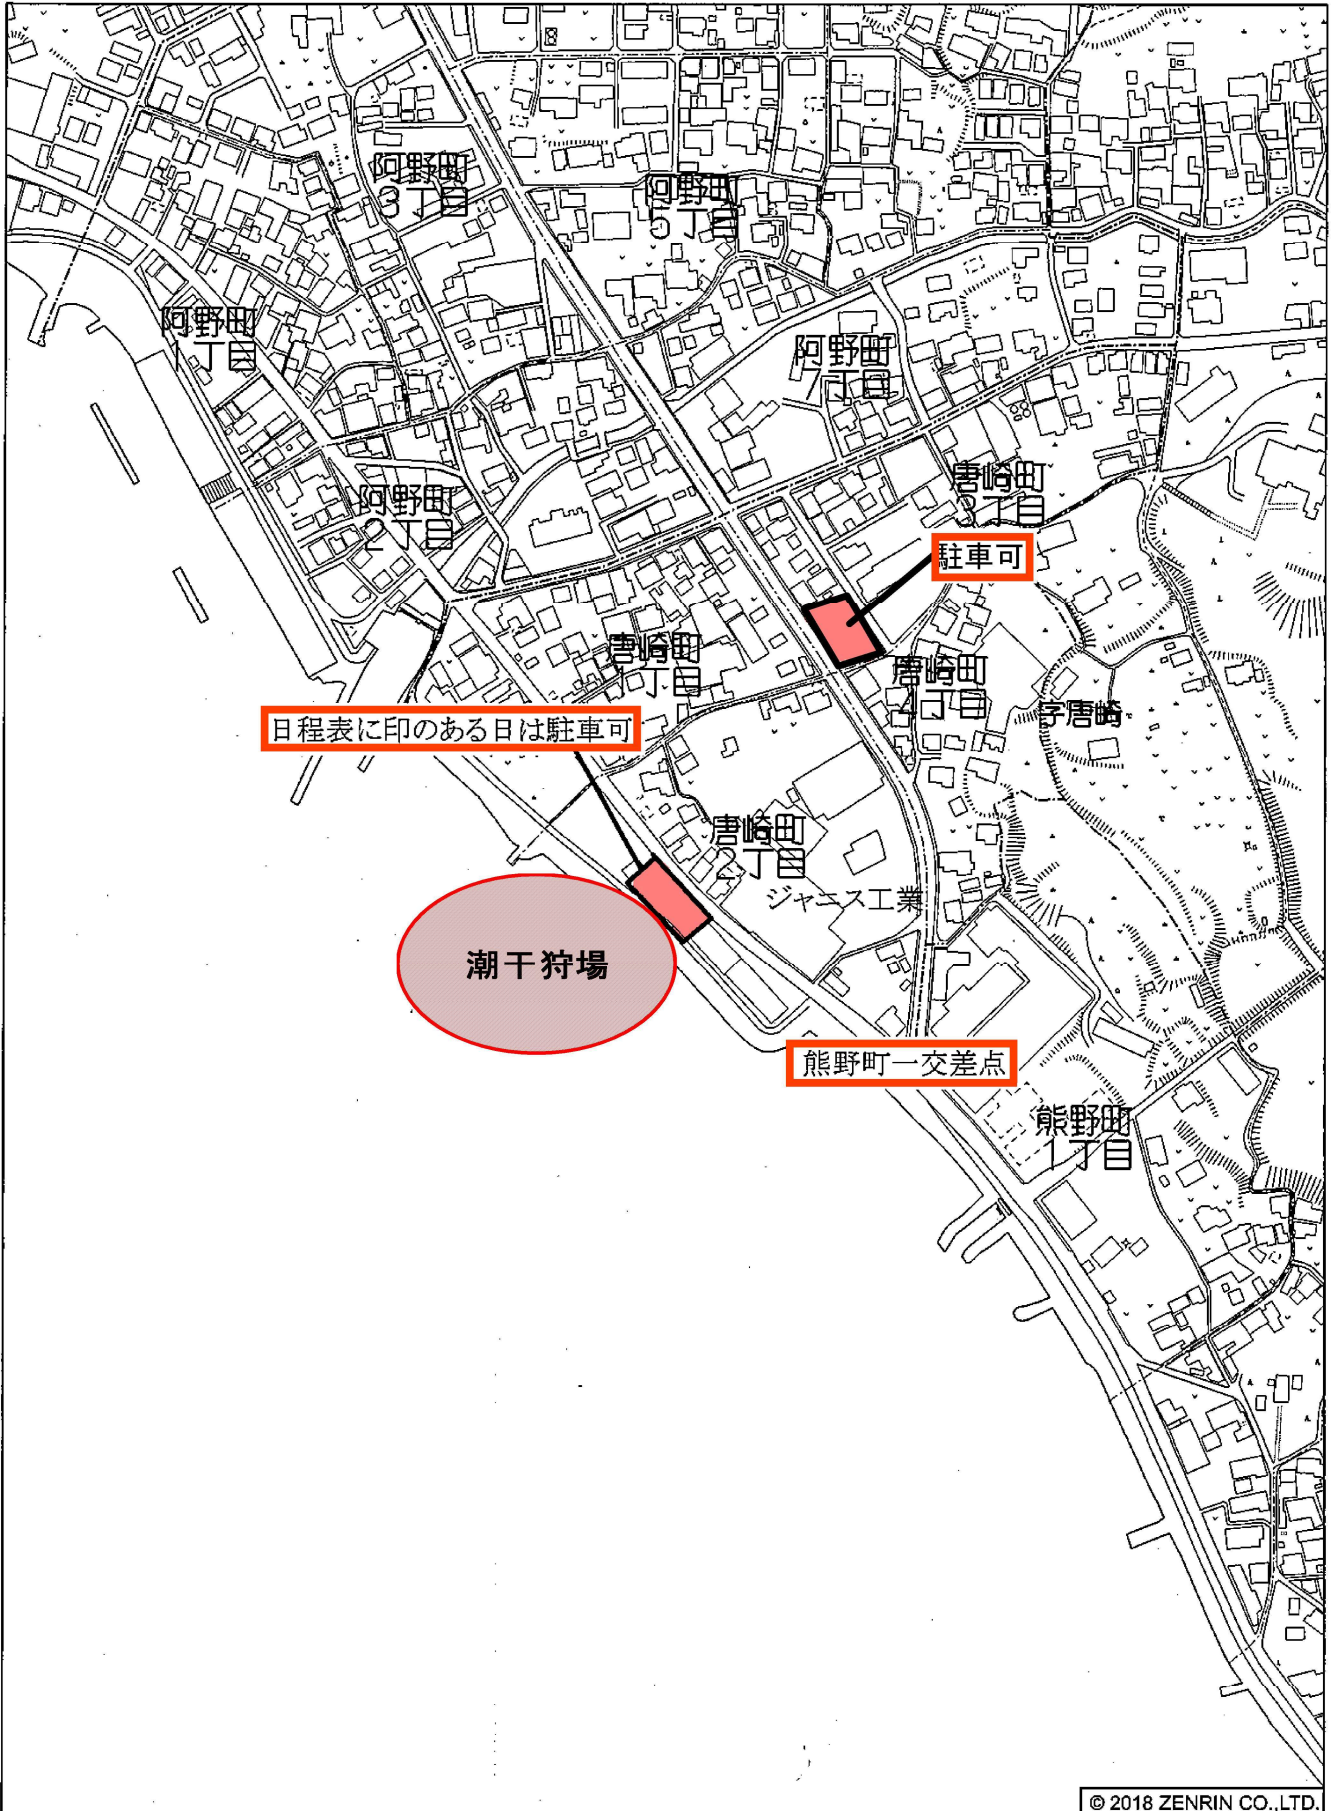 阿野町
3丁目
阿野町
5丁目
阿野町
1丁目
阿野町
7丁目
唐崎町
3丁目
阿野町
2丁目
駐車可
唐崎町
1丁目
唐崎町
4丁目
字唐崎
日程表に印のある日は駐車可
唐崎町
2丁目
ジャニス工業
潮干狩場
熊野町一交差点
熊野町
1丁目
© 2018 ZENRIN CO.,LTD.